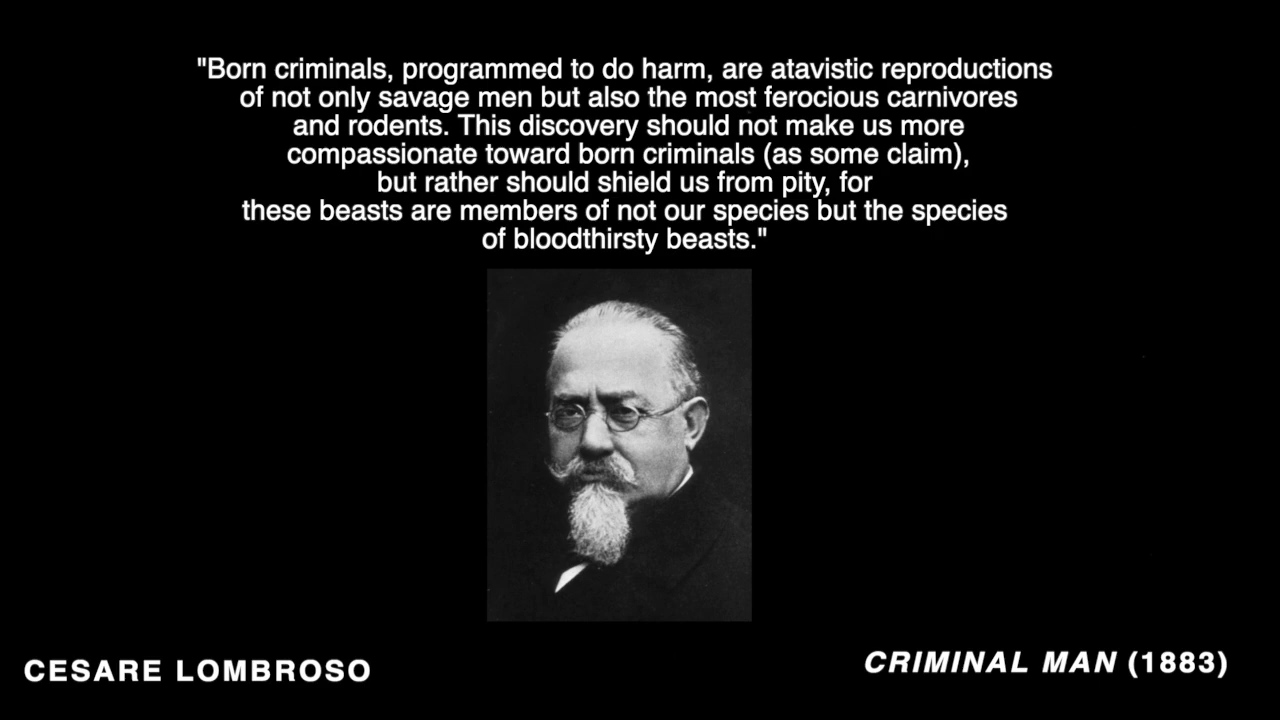 "Born criminals, programmed to do harm, are atavistic reproductions
of not only savage men but also the most ferocious carnivores
and rodents. This discovery should not make us more
compassionate toward born criminals (as some claim),
but rather should shield us from pity, for
these beasts are members of not our species but the species
of bloodthirsty beasts."
CESARE LOMBROSO
CRIMINAL MAN (1883)